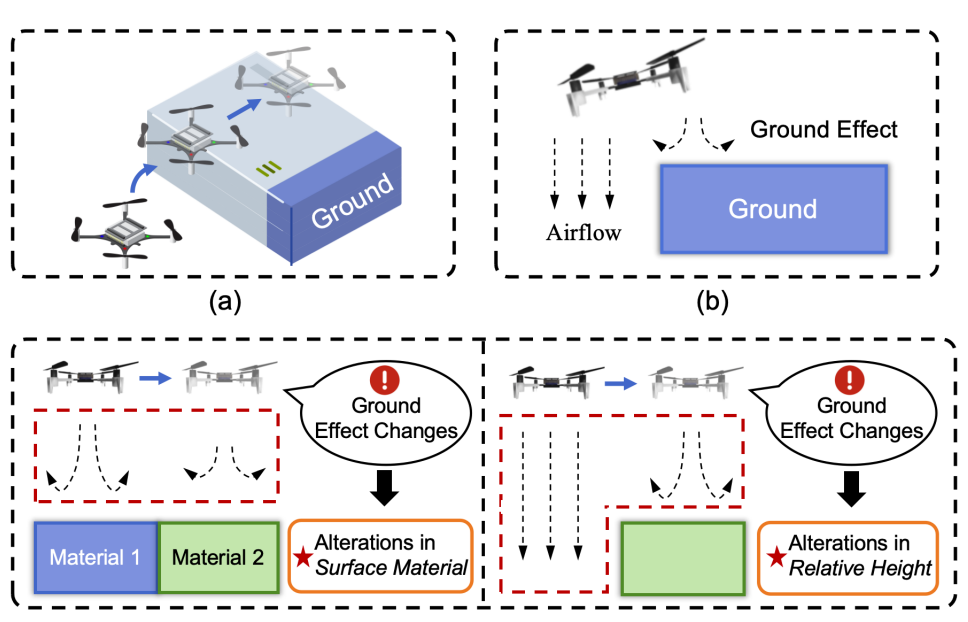 Ground
(a)
Ground Effect
Ground
Airflow
(b)
Ground
Effect Changes
Material 1
Material 2
Alterations in
Surface Material
Ground
Effect Changes
Alterations in
Relative Height